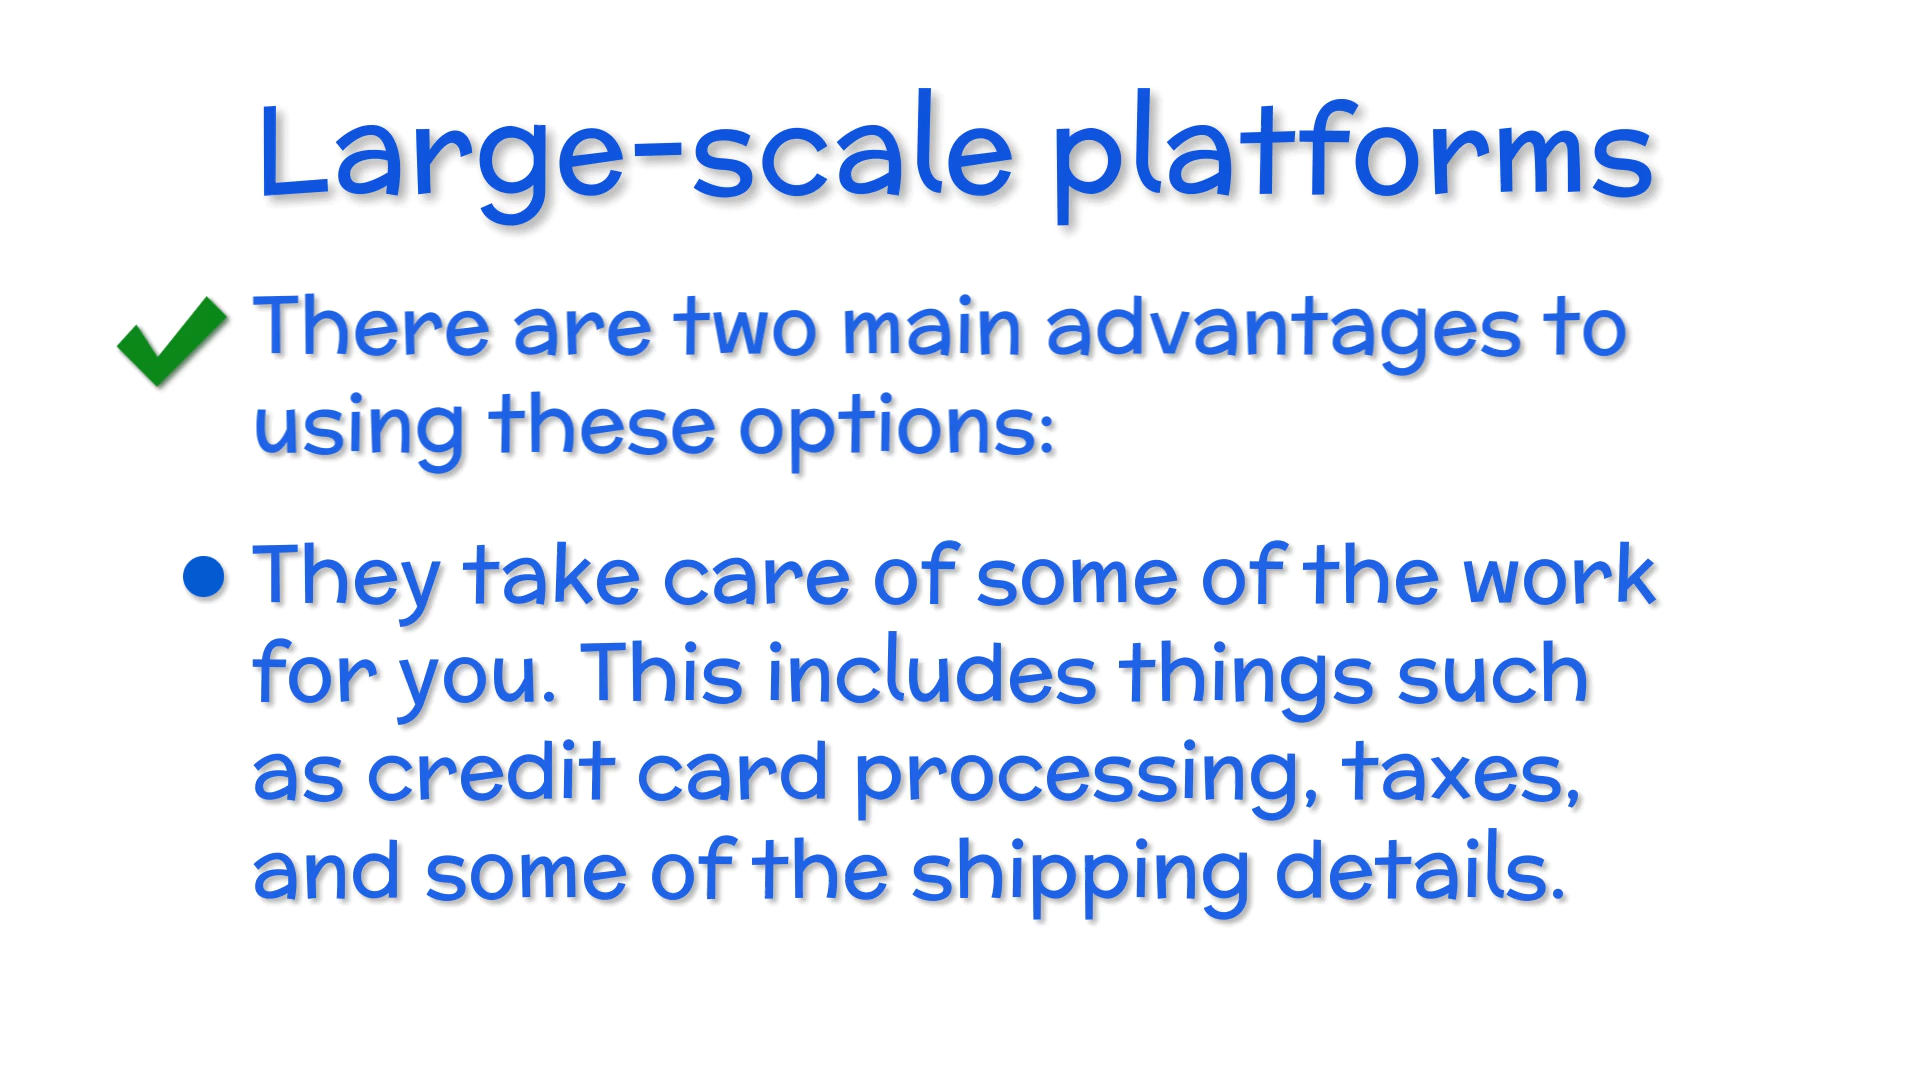 Large-scale platforms
There are two main advantages to
using these options:
They take care of some of the work
for you. This includes things such
as credit card processing, taxes,
and some of the shipping details.